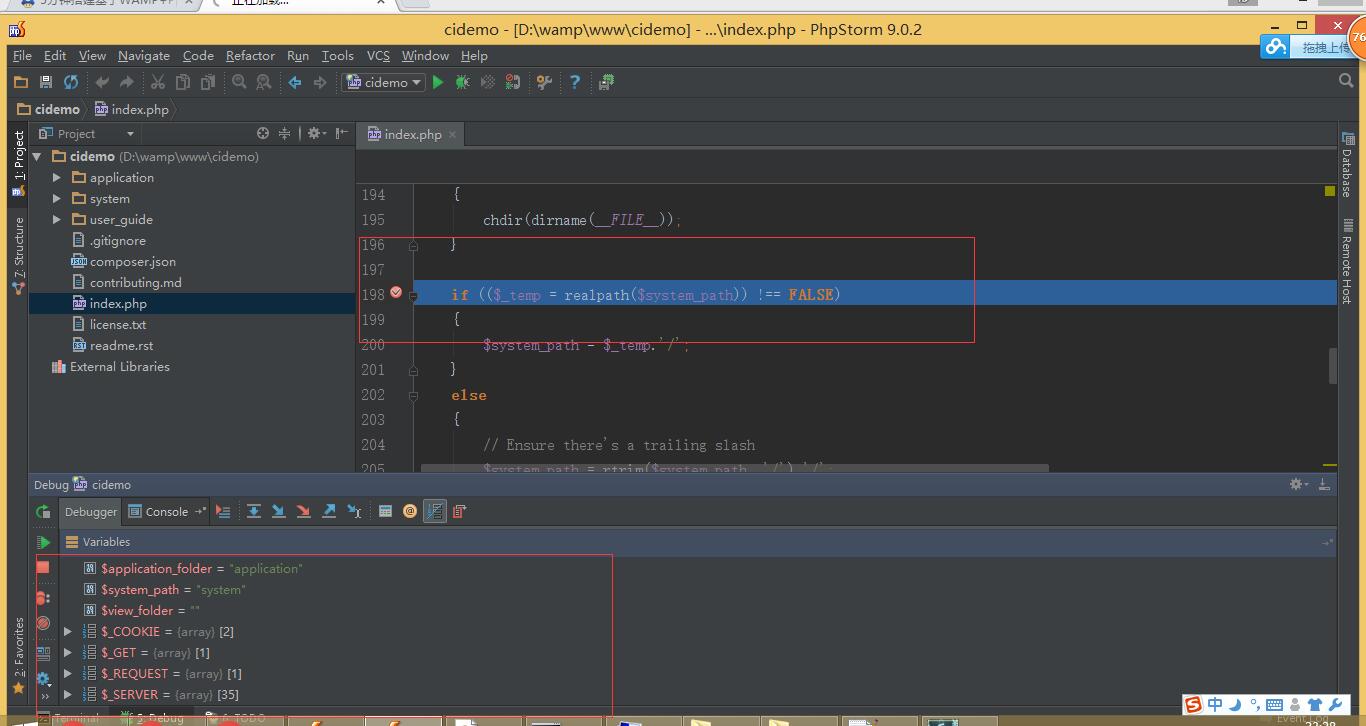 cidemo - [D:\wamp\www\cidemo] - ...\index.php - PhpStorm 9.0.2
76
拖拽上传
File Edit View Navigate Code Refactor Run Tools VCS Window Help
cidemo
cidemo index.php
Project
index.php ×
1: Project
7: Structure
2: Favorites
Database
Remote Host
cidemo (D:\wamp\www\cidemo)
application
system
user_guide
.gitignore
composer.json
contributing.md
index.php
license.txt
readme.rst
External Libraries
194 {
195 chdir(dirname(__FILE__));
196 }
197
198 if (($_temp = realpath($system_path)) !== FALSE)
199 {
200 $system_path = $_temp.'/';
201 }
202 else
203 {
204 // Ensure there's a trailing slash
205 $system_path = rtrim($system_path, '/').'/';
Debug cidemo
Debugger Console
Variables
$application_folder = "application"
$system_path = "system"
$view_folder = ""
$_COOKIE = {array} [2]
$_GET = {array} [1]
$_REQUEST = {array} [1]
$_SERVER = {array} [35]
Terminal 5: Debug 6: TODO
Event Log
中